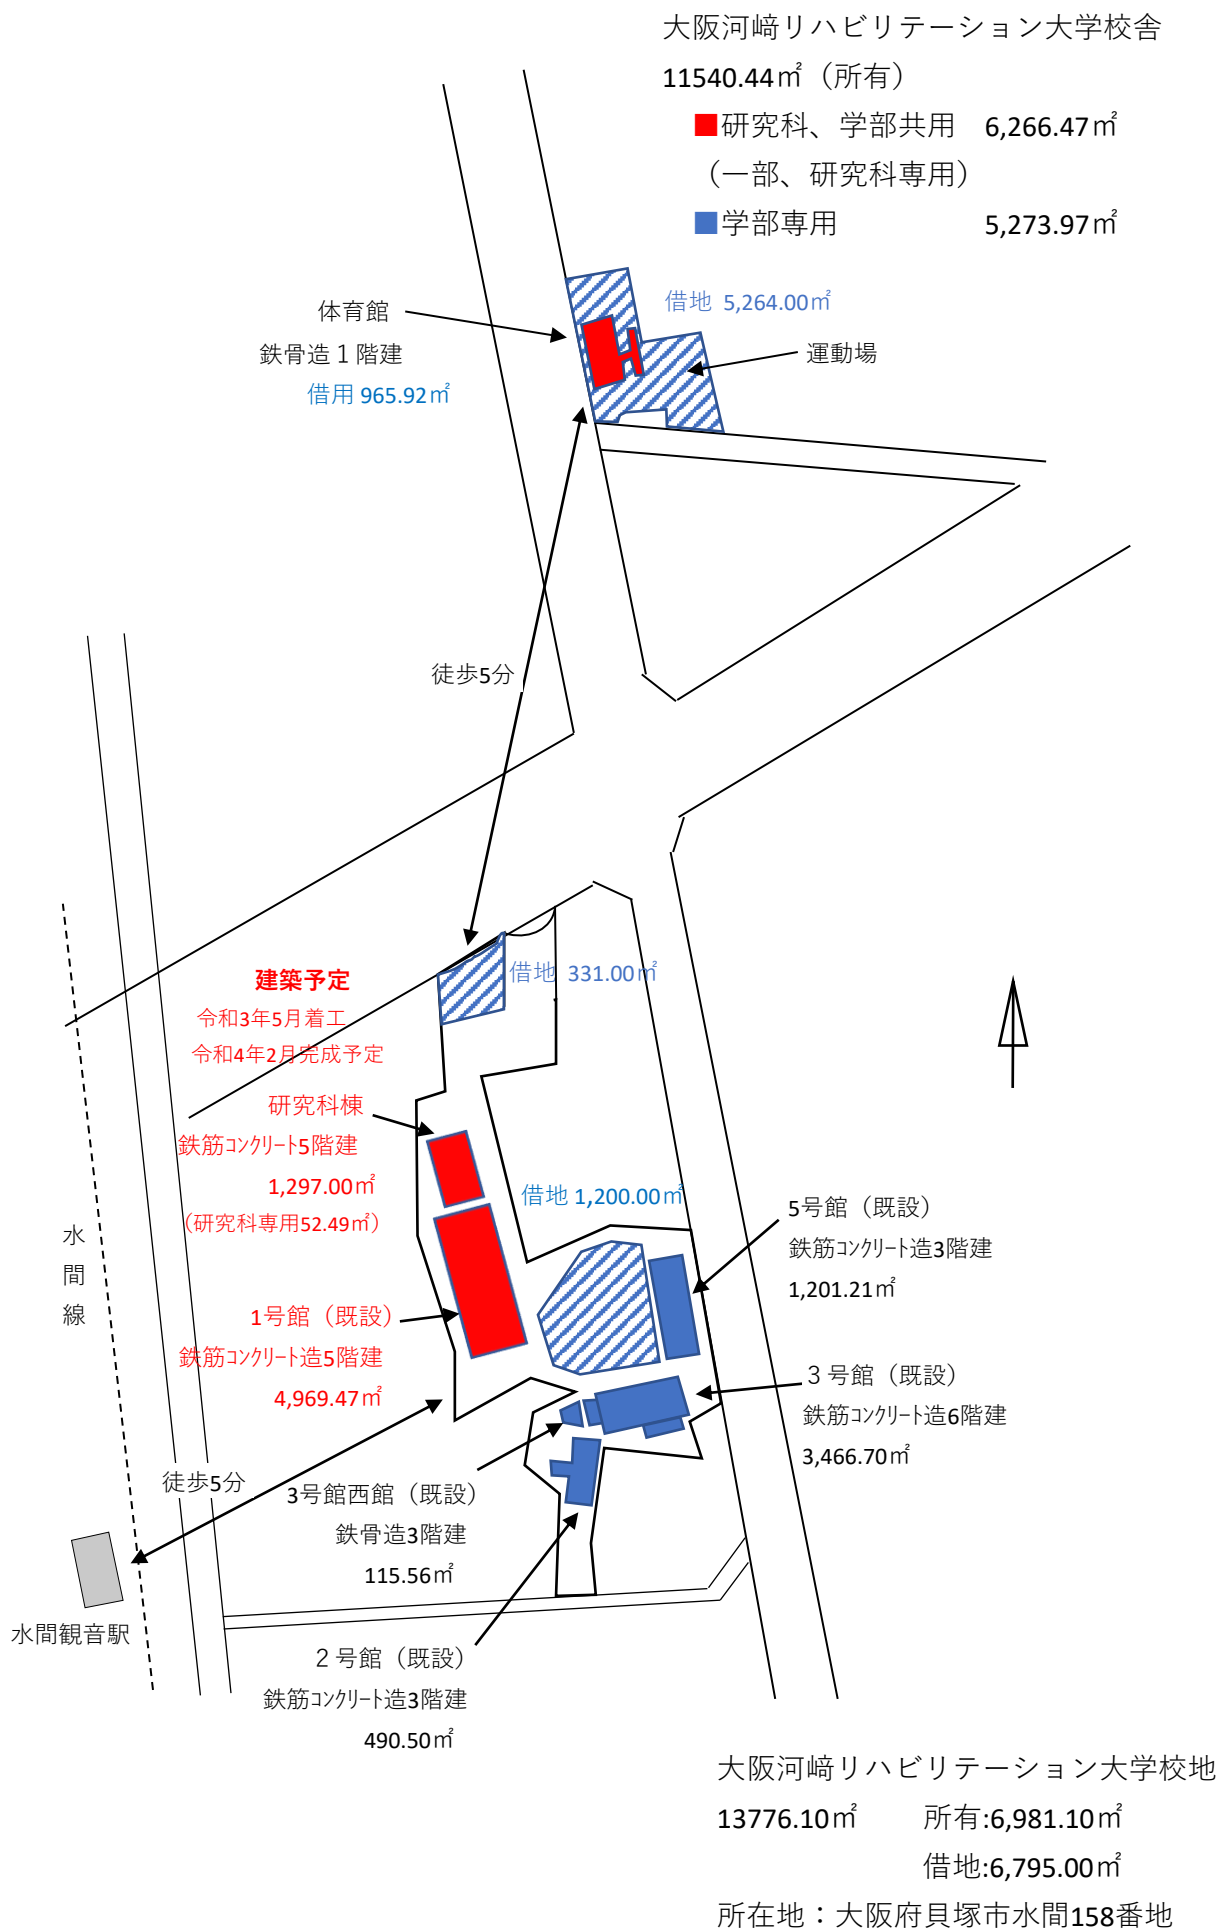 大阪河﨑リハビリテーション大学校舎
11540.44㎡（所有）
■研究科、学部共用 6,266.47㎡
（一部、研究科専用）
■学部専用 5,273.97㎡
借地 5,264.00㎡
体育館
鉄骨造１階建
借用 965.92㎡
運動場
徒歩5分
借地 331.00㎡
建築予定
令和3年5月着工
令和4年2月完成予定
研究科棟
鉄筋ｺﾝｸﾘｰﾄ5階建
1,297.00㎡
（研究科専用52.49㎡）
借地 1,200.00㎡
水間線
5号館（既設）
鉄筋ｺﾝｸﾘｰﾄ造3階建
1,201.21㎡
1号館（既設）
鉄筋ｺﾝｸﾘｰﾄ造5階建
4,969.47㎡
３号館（既設）
鉄筋ｺﾝｸﾘｰﾄ造6階建
3,466.70㎡
徒歩5分
3号館西館（既設）
鉄骨造3階建
115.56㎡
水間観音駅
２号館（既設）
鉄筋ｺﾝｸﾘｰﾄ造3階建
490.50㎡
大阪河﨑リハビリテーション大学校地
13776.10㎡ 所有:6,981.10㎡
借地:6,795.00㎡
所在地：大阪府貝塚市水間158番地